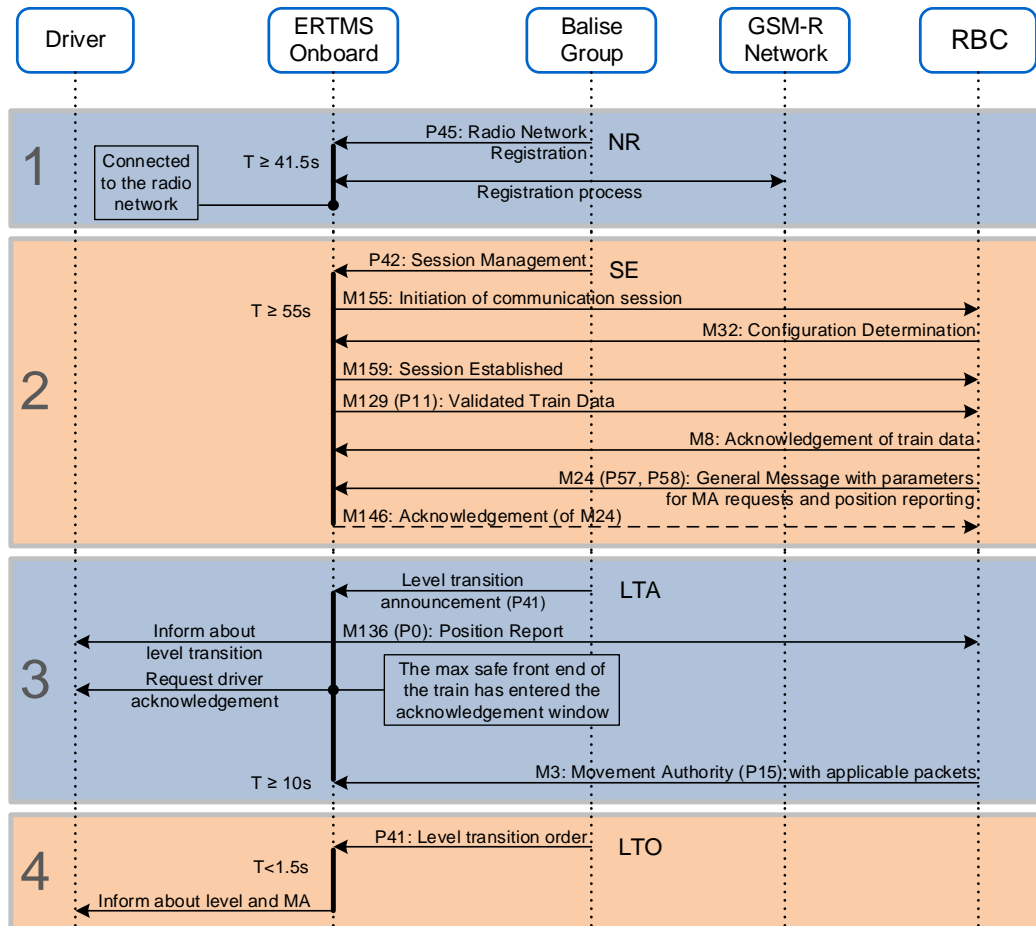 Driver
ERTMS
Onboard
Balise
Group
GSM-R
Network
RBC
1
P45: Radio Network
Registration
NR
T ≥ 41.5s
Connected
to the radio
network
Registration process
2
P42: Session Management
SE
T ≥ 55s
M155: Initiation of communication session
M32: Configuration Determination
M159: Session Established
M129 (P11): Validated Train Data
M8: Acknowledgement of train data
M24 (P57, P58): General Message with parameters
for MA requests and position reporting
M146: Acknowledgement (of M24)
3
Level transition
announcement (P41)
LTA
Inform about
level transition
M136 (P0): Position Report
Request driver
acknowledgement
The max safe front end of
the train has entered the
acknowledgement window
T ≥ 10s
M3: Movement Authority (P15) with applicable packets
4
P41: Level transition order
LTO
T<1.5s
Inform about level and MA